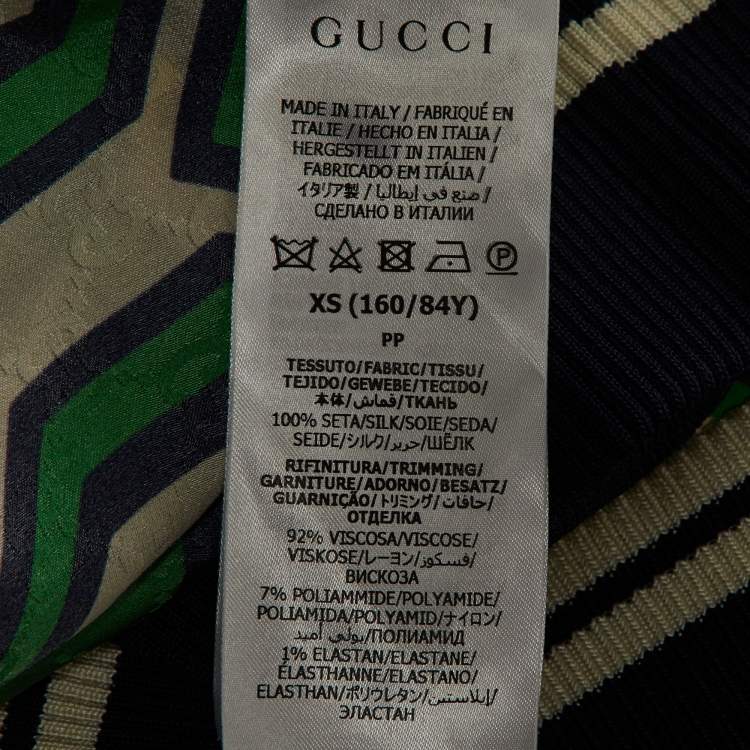 GUCCI
MADE IN ITALY / FABRIQUÉ EN
ITALIE / HECHO EN ITALIA /
HERGESTELLT IN ITALIEN /
FABRICADO EM ITÁLIA /
イタリア製 / صنع في إيطاليا /
СДЕЛАНО В ИТАЛИИ
P
XS (160/84Y)
PP
TESSUTO/FABRIC/TISSU/
TEJIDO/GEWEBE/TECIDO/
本体/قماش/ТКАНЬ
100% SETA/SILK/SOIE/SEDA/
SEIDE/シルク/حرير/ШЁЛК
RIFINITURA/TRIMMING/
GARNITURE/ADORNO/BESATZ/
GUARNIÇÃO/トリミング/حافات/
ОТДЕЛКА
92% VISCOSA/VISCOSE/
VISKOSE/レーヨン/فسكوز/
ВИСКОЗА
7% POLIAMMIDE/POLYAMIDE/
POLIAMIDA/POLYAMID/ナイロン/
بولي أميد/ПОЛИАМИД
1% ELASTAN/ELASTANE/
ÉLASTHANNE/ELASTANO/
ELASTHAN/ポリウレタン/إيلاستين/
ЭЛАСТАН